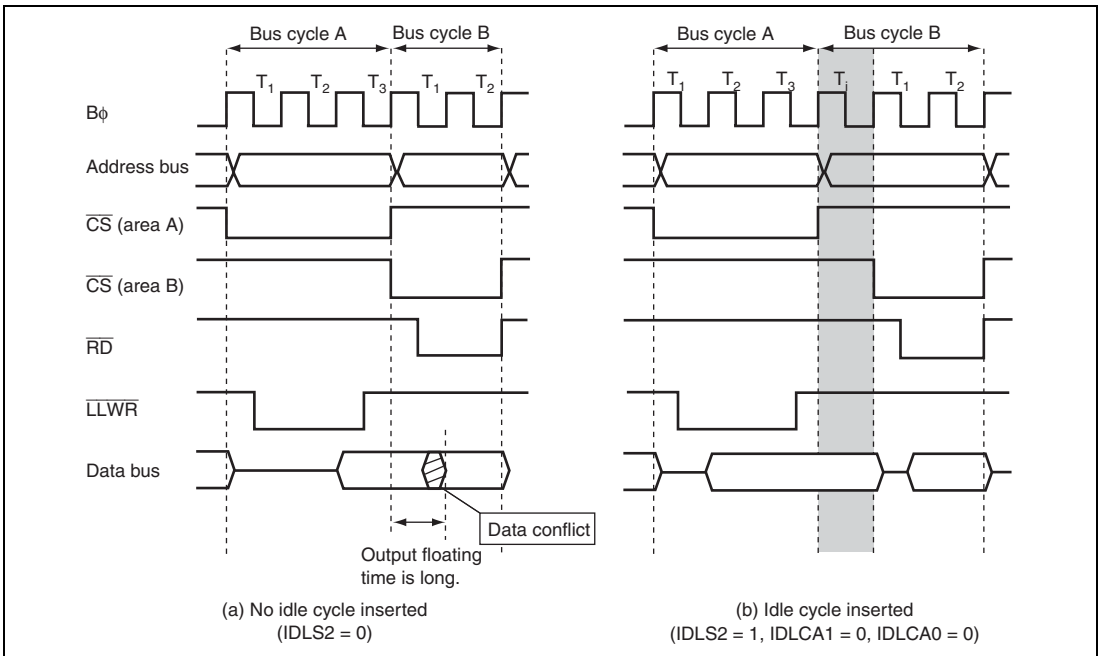 Bus cycle A Bus cycle B Bus cycle A Bus cycle B
T1 T2 T3 T1 T2 T1 T2 T3 Ti T1 T2
Bϕ
Address bus
CS (area A)
CS (area B)
RD
LLWR
Data bus
Data conflict
Output floating
time is long.
(a) No idle cycle inserted
(IDLS2 = 0)
(b) Idle cycle inserted
(IDLS2 = 1, IDLCA1 = 0, IDLCA0 = 0)